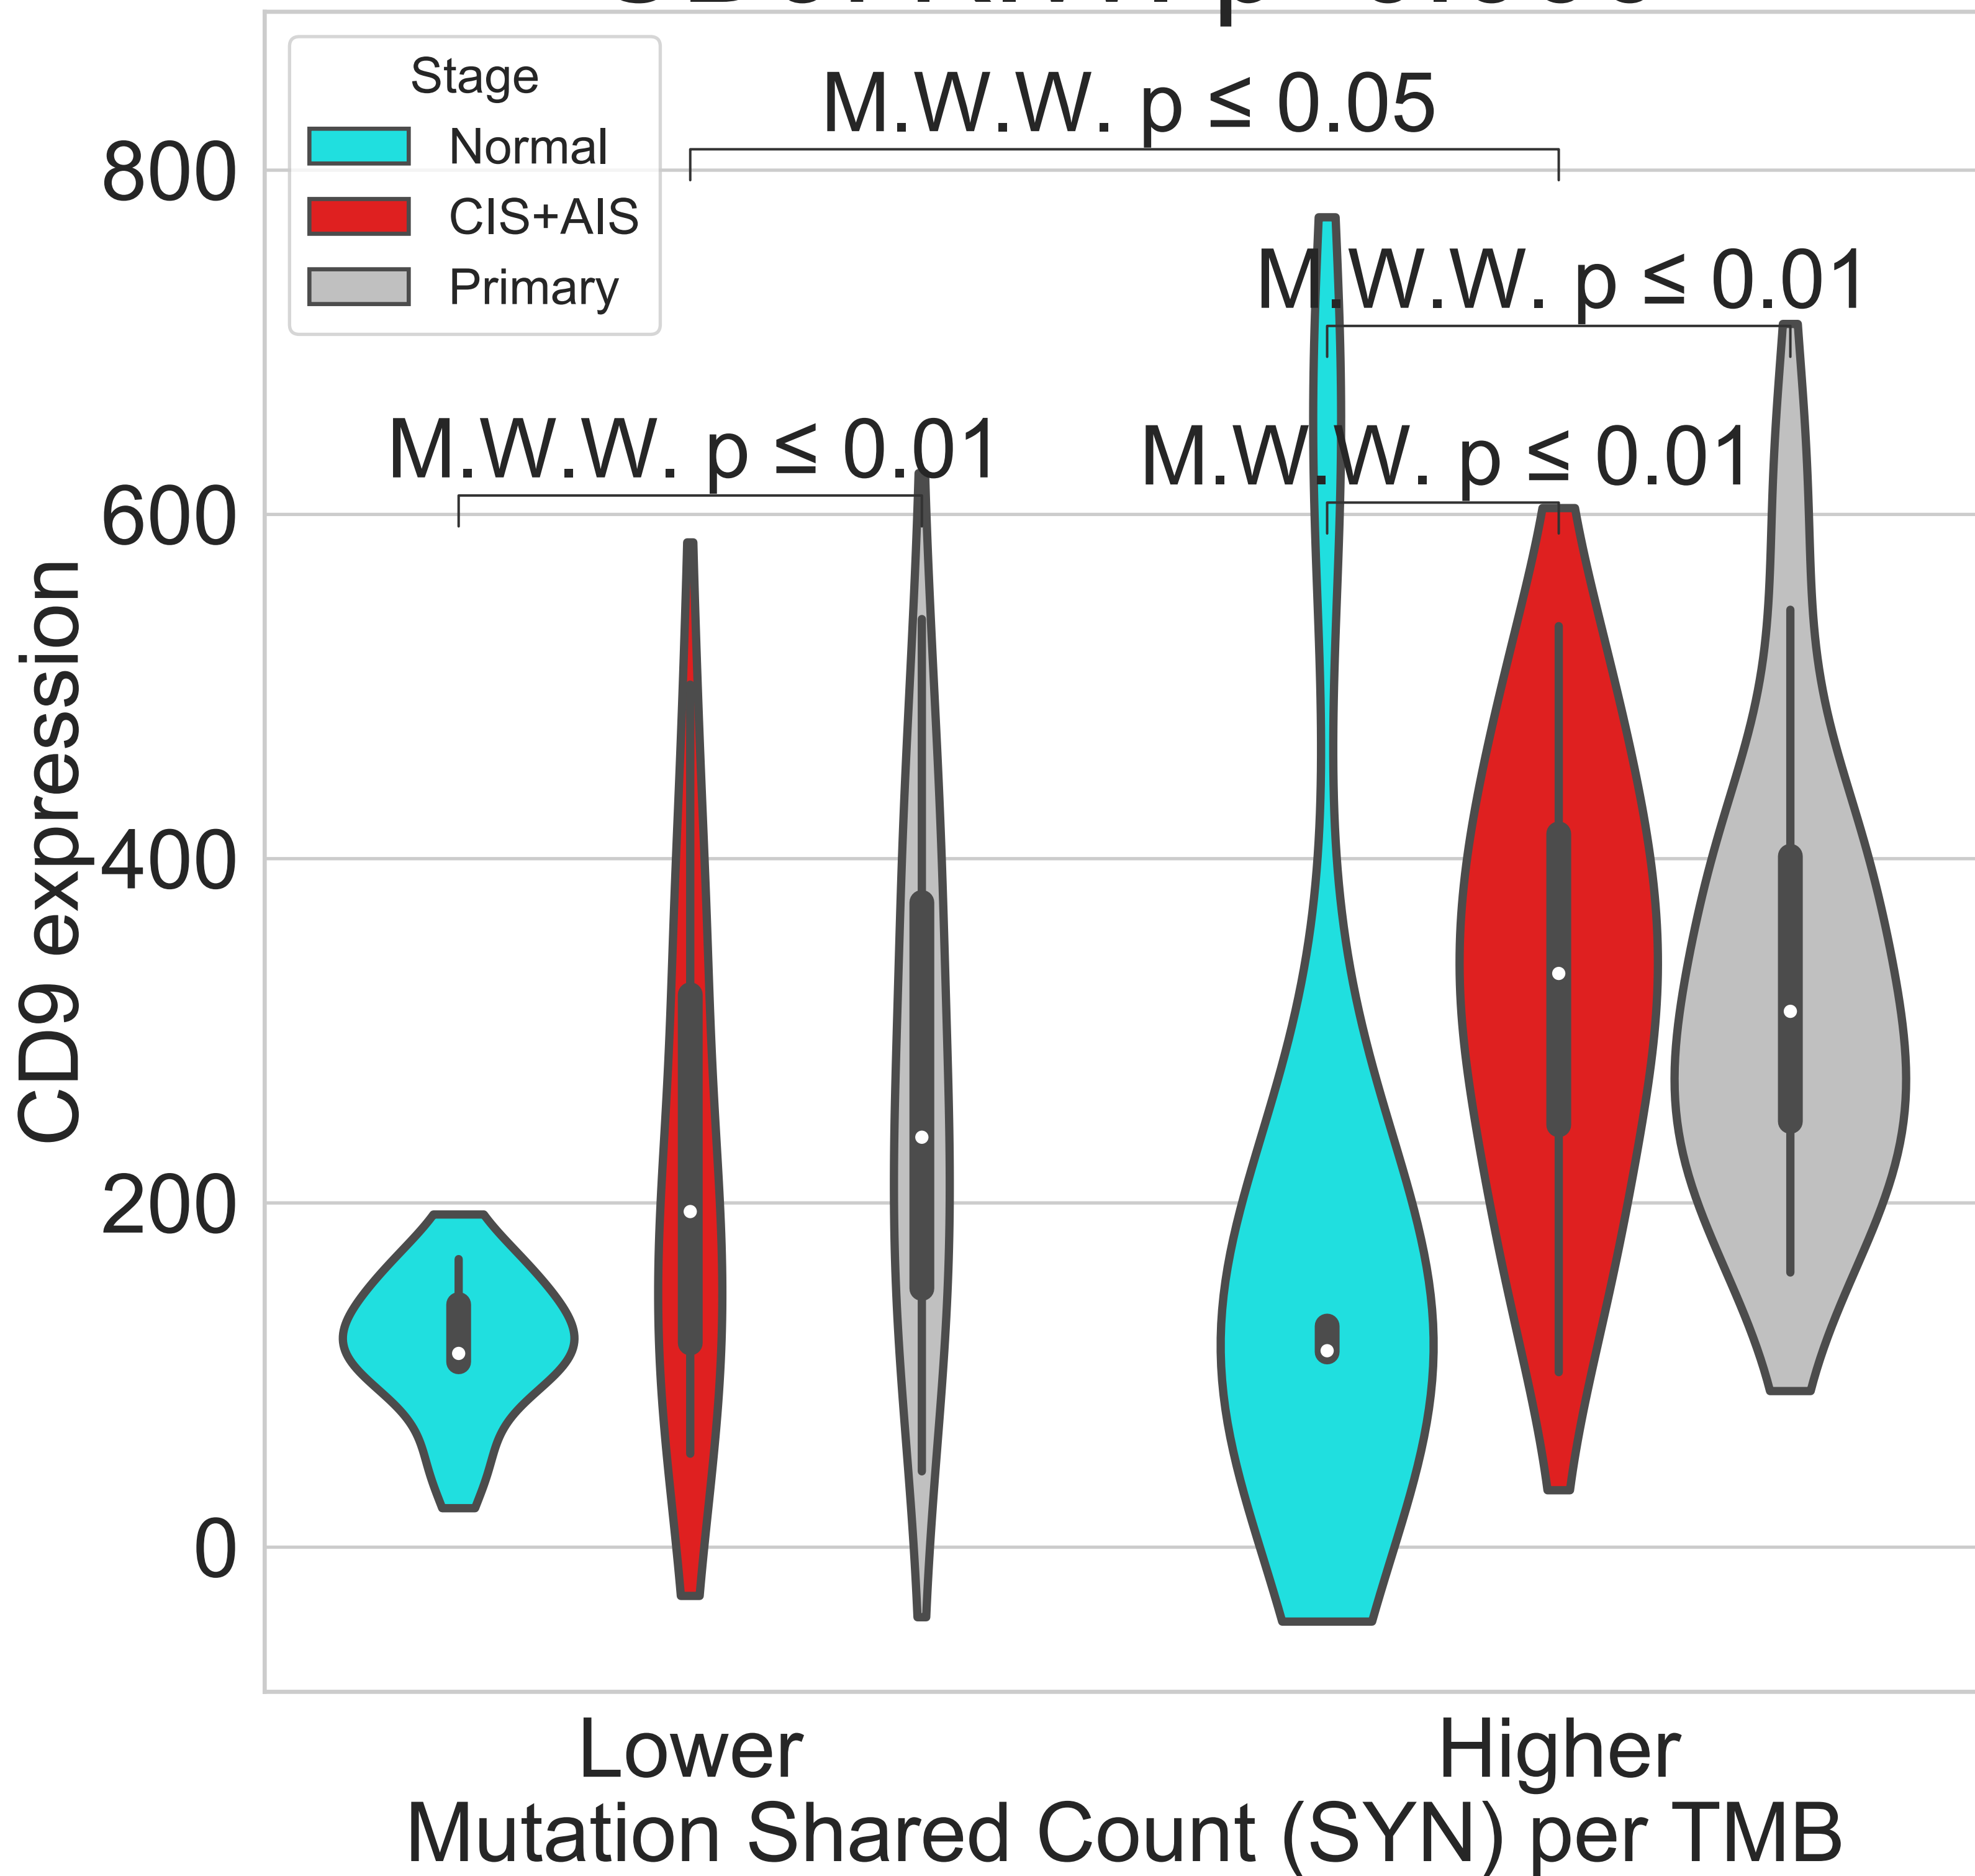 Stage
Normal
CIS+AIS
Primary
M.W.W. p ≤ 0.05
M.W.W. p ≤ 0.01
M.W.W. p ≤ 0.01
M.W.W. p ≤ 0.01
800
600
400
200
0
CD9 expression
Lower
Higher
Mutation Shared Count (SYN) per TMB